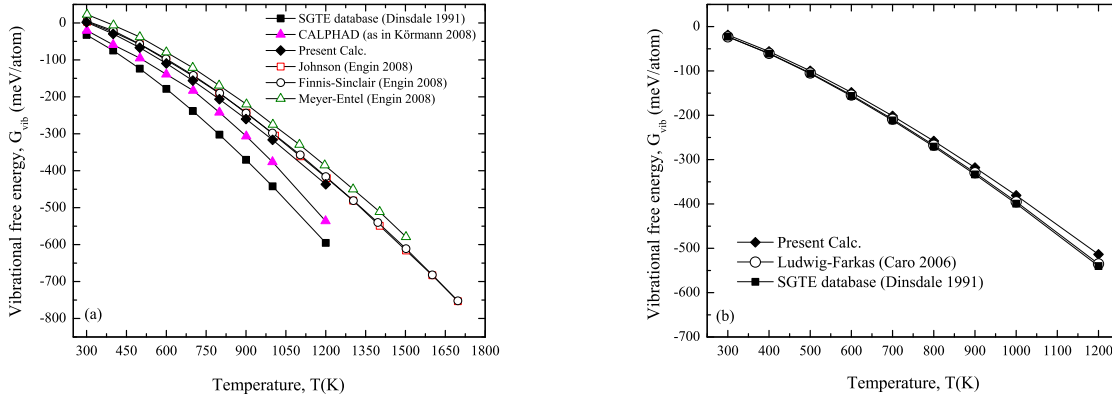 0
-100
-200
-300
-400
-500
-600
-700
-800
Vibrational free energy, G_vib (meV/atom)
SGTE database (Dinsdale 1991)
CALPHAD (as in Körmann 2008)
Present Calc.
Johnson (Engin 2008)
Finnis-Sinclair (Engin 2008)
Meyer-Entel (Engin 2008)
(a)
300 450 600 750 900 1050 1200 1350 1500 1650 1800
Temperature, T(K)
0
-100
-200
-300
-400
-500
-600
-700
Vibrational free energy, G_vib (meV/atom)
Present Calc.
Ludwig-Farkas (Caro 2006)
SGTE database (Dinsdale 1991)
(b)
300 400 500 600 700 800 900 1000 1100 1200
Temperature, T(K)